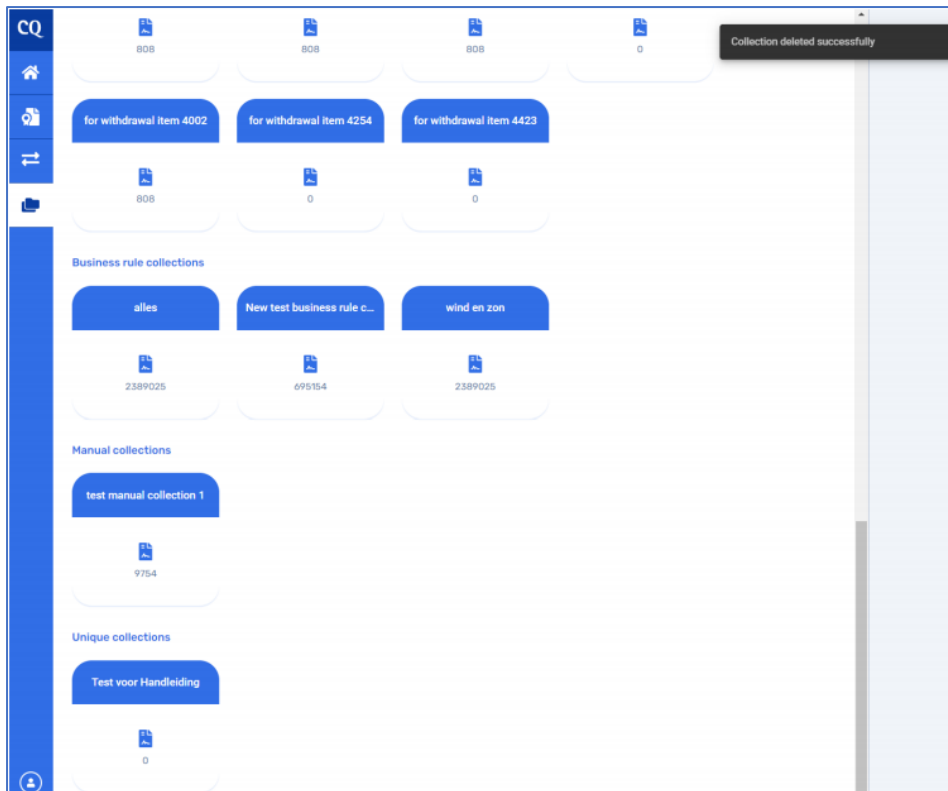 CQ
808
808
808
0
Collection deleted successfully
for withdrawal item 4002
for withdrawal item 4254
for withdrawal item 4423
808
0
0
Business rule collections
alles
New test business rule c...
wind en zon
2389025
695154
2389025
Manual collections
test manual collection 1
9754
Unique collections
Test voor Handleiding
0